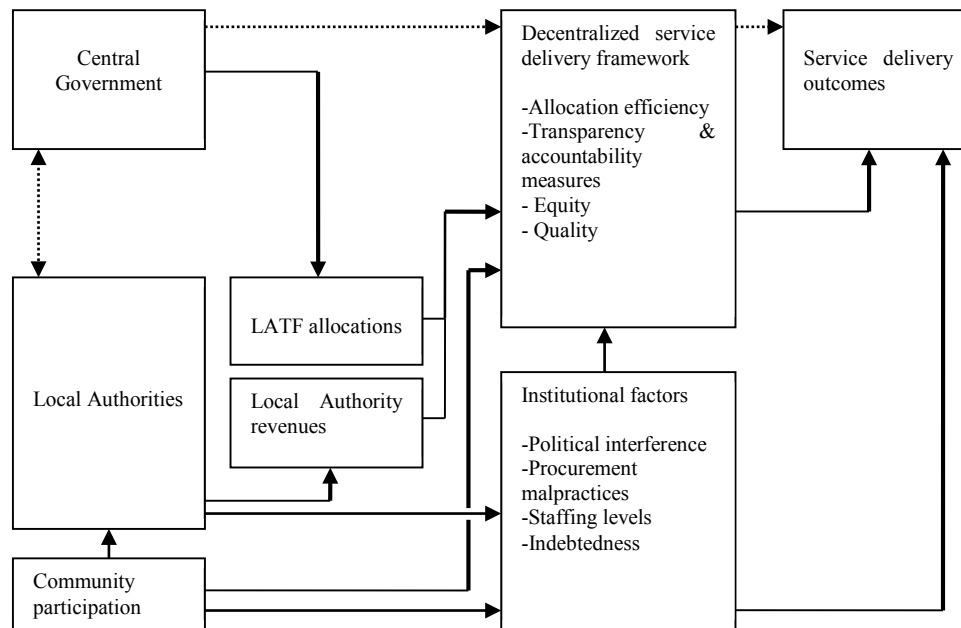 Central
Government
Decentralized service
delivery framework
-Allocation efficiency
-Transparency &
accountability
measures
- Equity
- Quality
Service delivery
outcomes
Local Authorities
LATF allocations
Local Authority
revenues
Institutional factors
-Political interference
-Procurement
malpractices
-Staffing levels
-Indebtedness
Community
participation